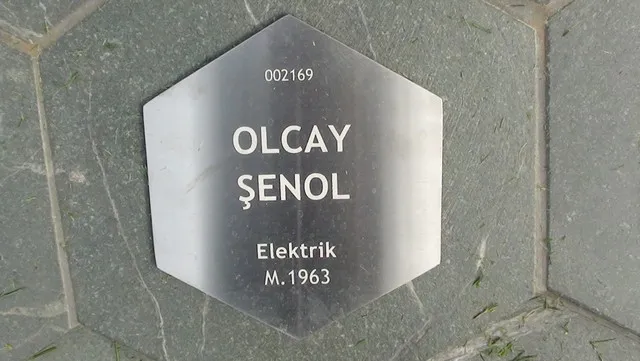 002169
OLCAY
ŞENOL
Elektrik
M.1963